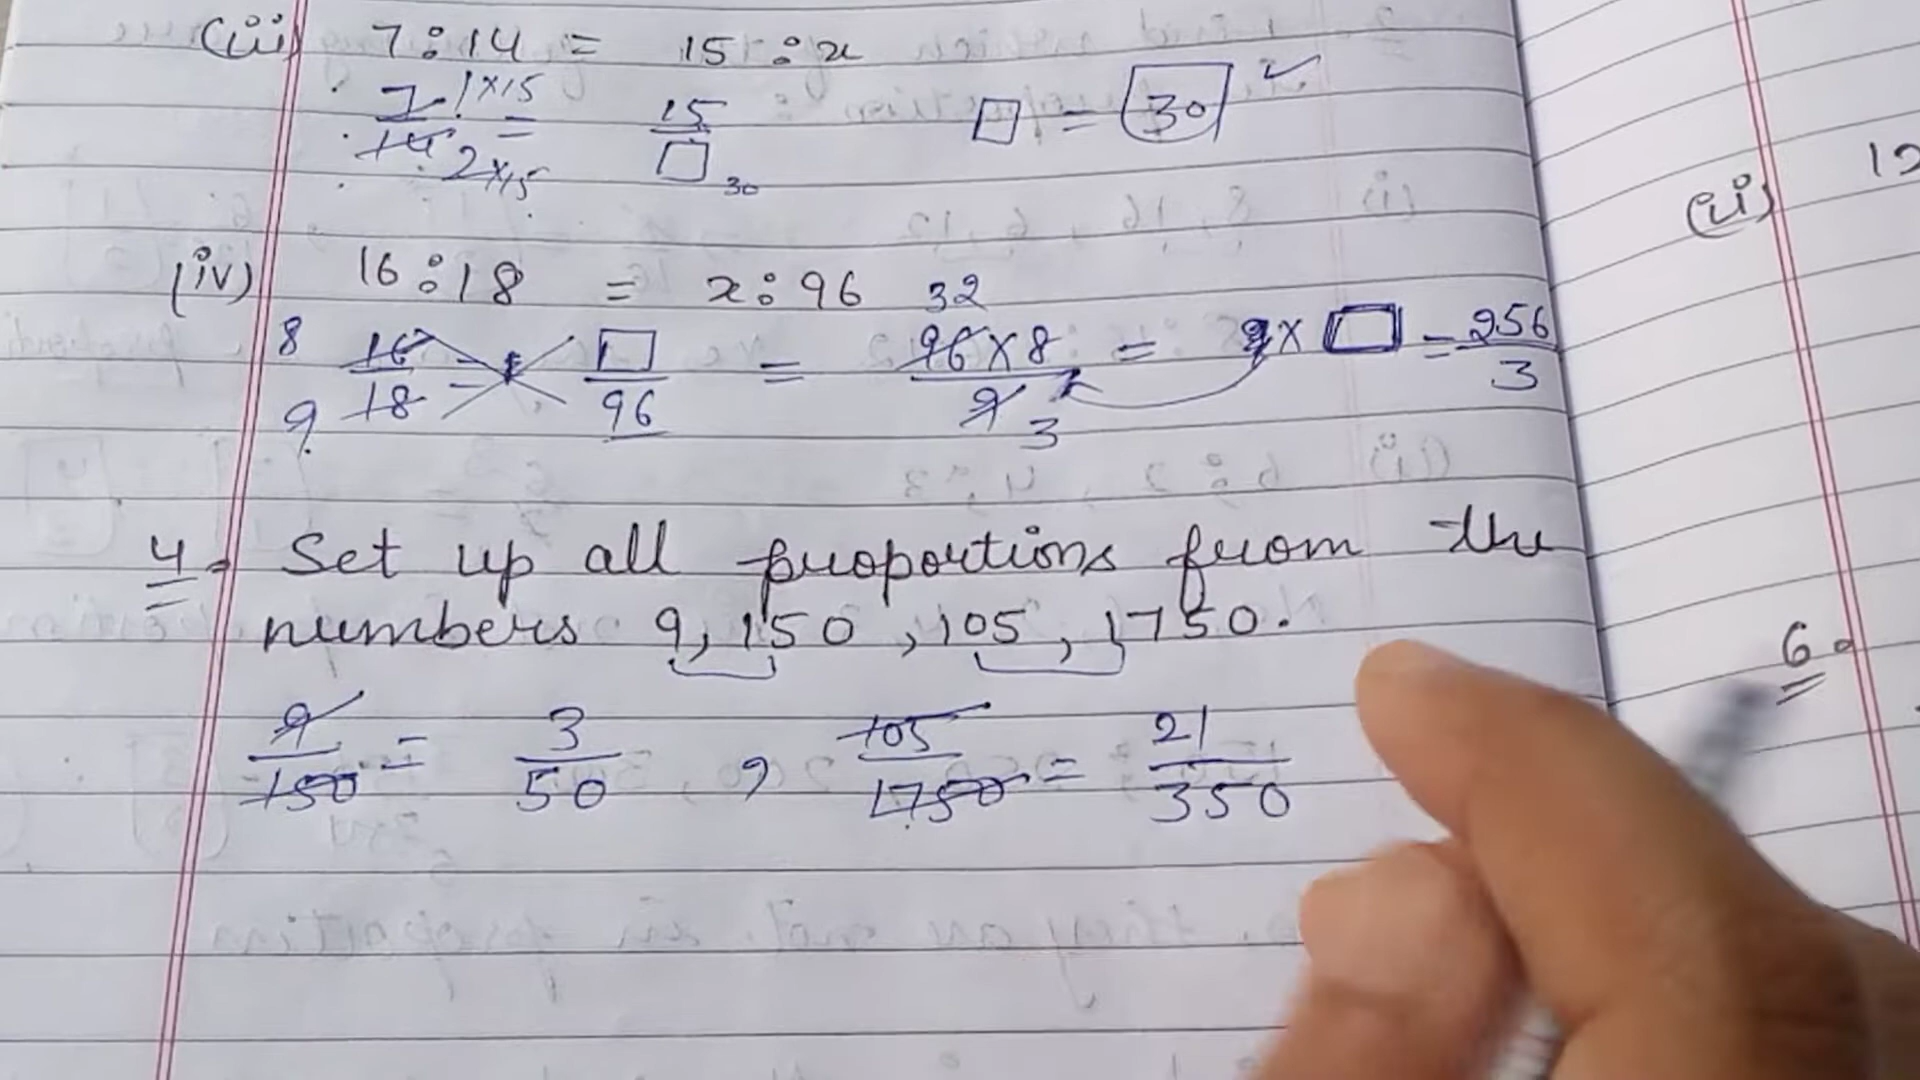 (iii) 7:14 = 15:x
7/14 1×15/2×15 = 15/□ 30 □ = 30 ✓
(iv) 16:18 = x:96
8/9 16/18 = □/96 = 96×8/9 32 3 = 9× □ = 256/3
4. Set up all proportions from the
numbers 9, 150, 105, 1750.
9/150 = 3/50 , 105/1750 = 21/350
12
(ii)
6.